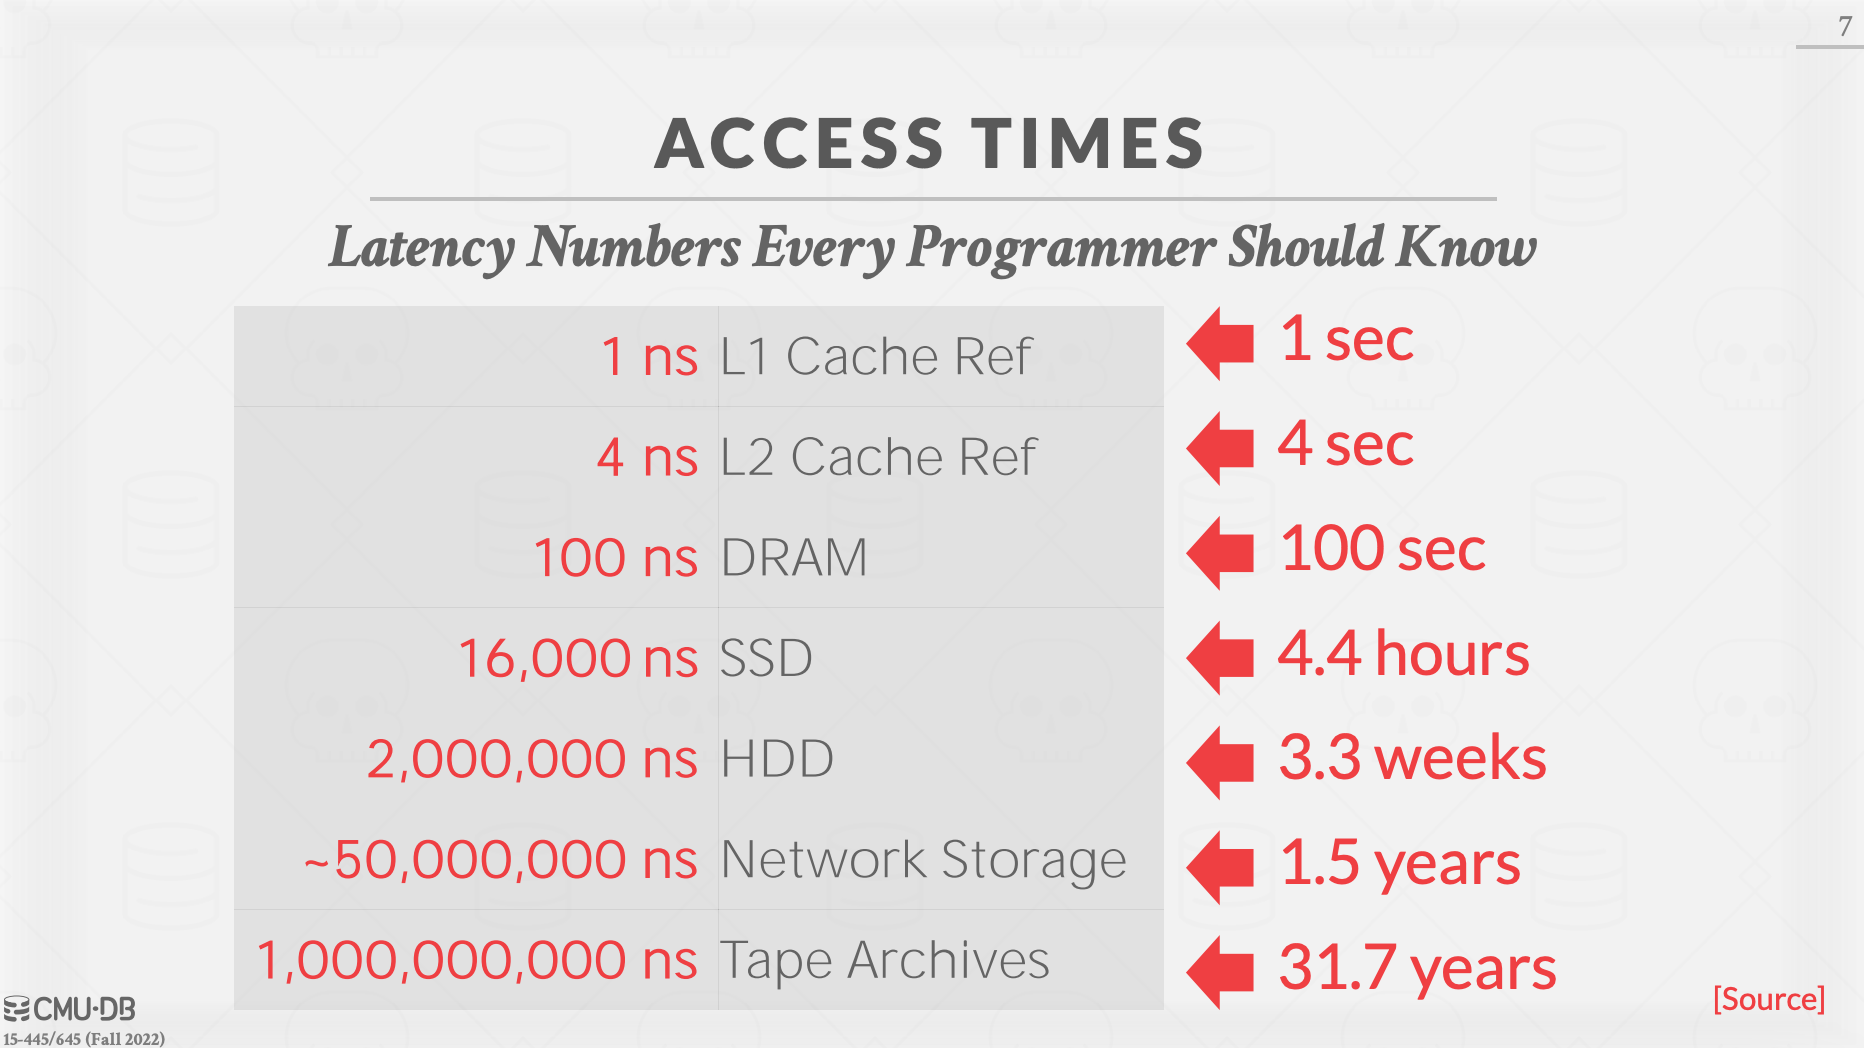 7
ACCESS TIMES
Latency Numbers Every Programmer Should Know
1 ns L1 Cache Ref 1 sec
4 ns L2 Cache Ref 4 sec
100 ns DRAM 100 sec
16,000 ns SSD 4.4 hours
2,000,000 ns HDD 3.3 weeks
~50,000,000 ns Network Storage 1.5 years
1,000,000,000 ns Tape Archives 31.7 years
[Source]
CMU·DB
15-445/645 (Fall 2022)